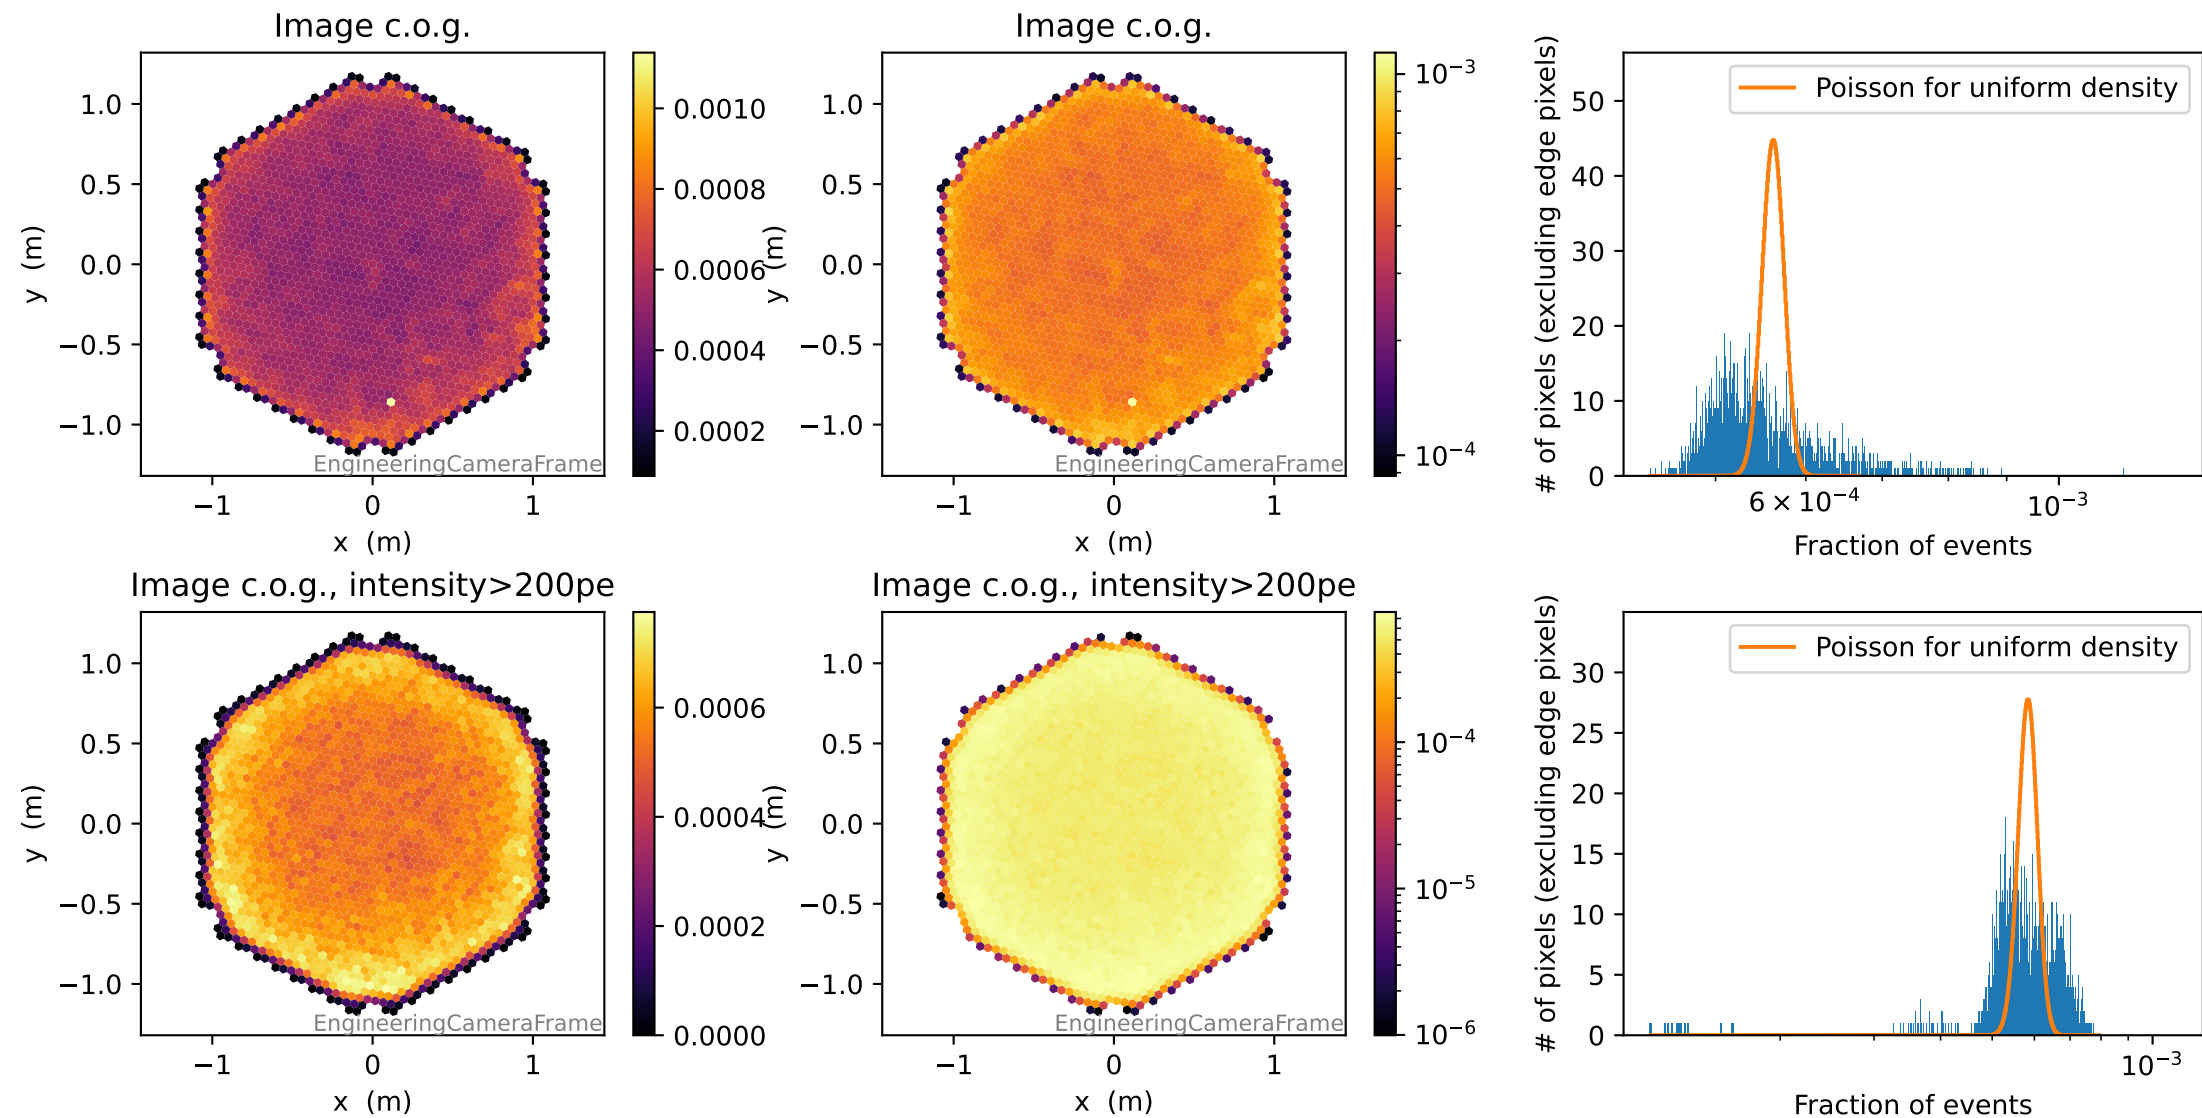 Image c.o.g.
y (m)
1.0
0.5
0.0
−0.5
−1.0
−1 0 1
x (m)
EngineeringCameraFrame
0.0010
0.0008
0.0006
0.0004
0.0002
Image c.o.g.
y (m)
1.0
0.5
0.0
−0.5
−1.0
−1 0 1
x (m)
EngineeringCameraFrame
10⁻³
10⁻⁴
# of pixels (excluding edge pixels)
Poisson for uniform density
50
40
30
20
10
0
6 × 10⁻⁴ 10⁻³
Fraction of events
Image c.o.g., intensity>200pe
y (m)
1.0
0.5
0.0
−0.5
−1.0
−1 0 1
x (m)
EngineeringCameraFrame
0.0006
0.0004
0.0002
0.0000
Image c.o.g., intensity>200pe
y (m)
1.0
0.5
0.0
−0.5
−1.0
−1 0 1
x (m)
EngineeringCameraFrame
10⁻⁴
10⁻⁵
10⁻⁶
# of pixels (excluding edge pixels)
Poisson for uniform density
30
25
20
15
10
5
0
10⁻³
Fraction of events